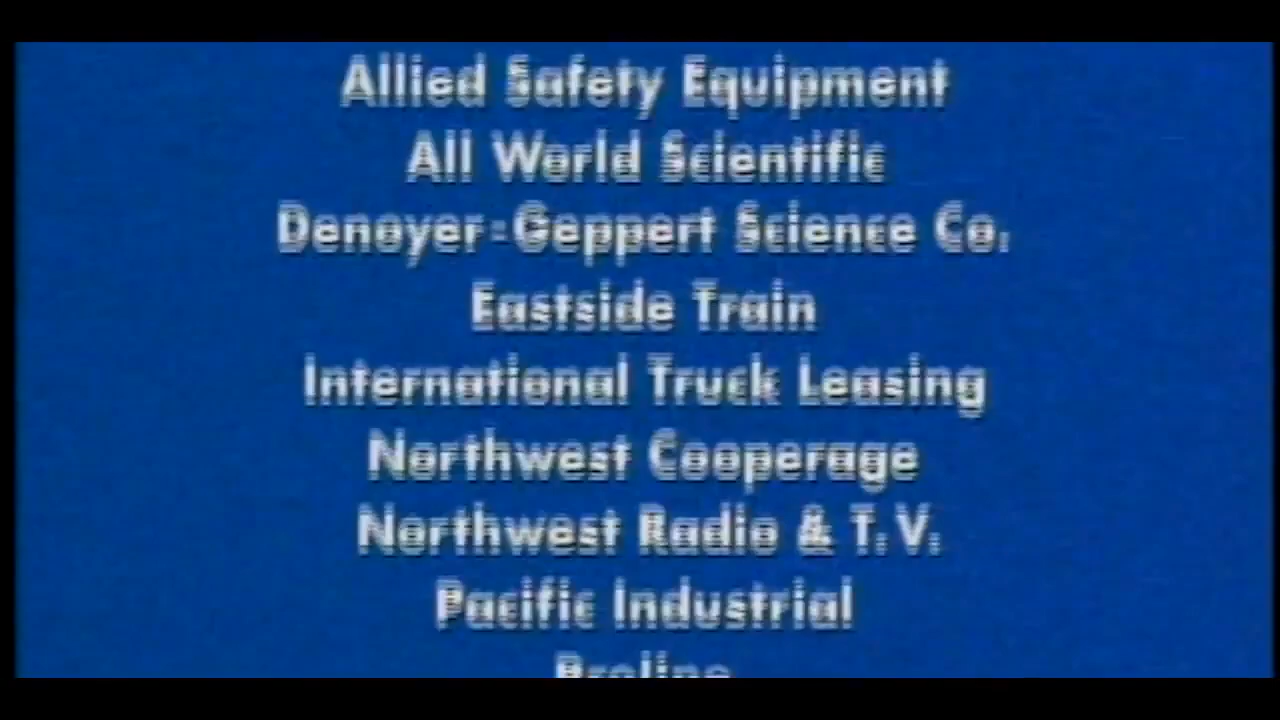 Allied Safety Equipment
All World Scientific
Denoyer-Geppert Science Co.
Eastside Train
International Truck Leasing
Northwest Cooperage
Northwest Radio & T.V.
Pacific Industrial
Proline